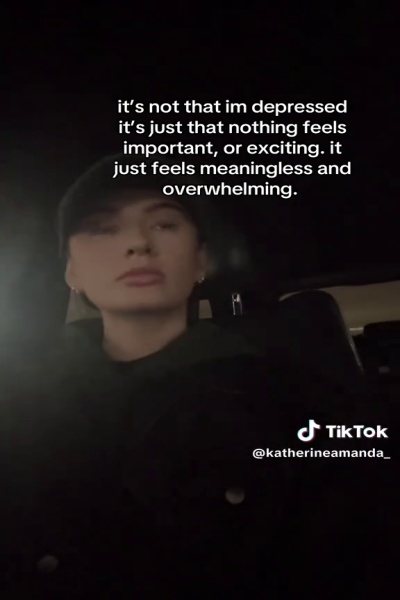 it's not that im depressed
it's just that nothing feels
important, or exciting. it
just feels meaningless and
overwhelming.
TikTok
@katherineamanda_